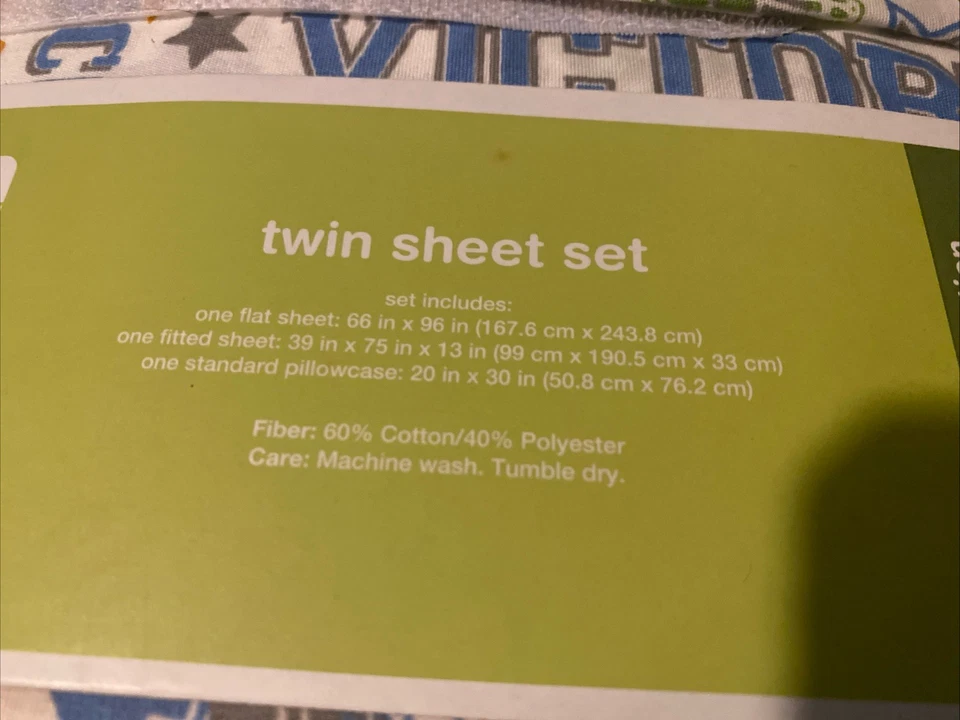 VICTOR
twin sheet set
set includes:
one flat sheet: 66 in x 96 in (167.6 cm x 243.8 cm)
one fitted sheet: 39 in x 75 in x 13 in (99 cm x 190.5 cm x 33 cm)
one standard pillowcase: 20 in x 30 in (50.8 cm x 76.2 cm)
Fiber: 60% Cotton/40% Polyester
Care: Machine wash. Tumble dry.